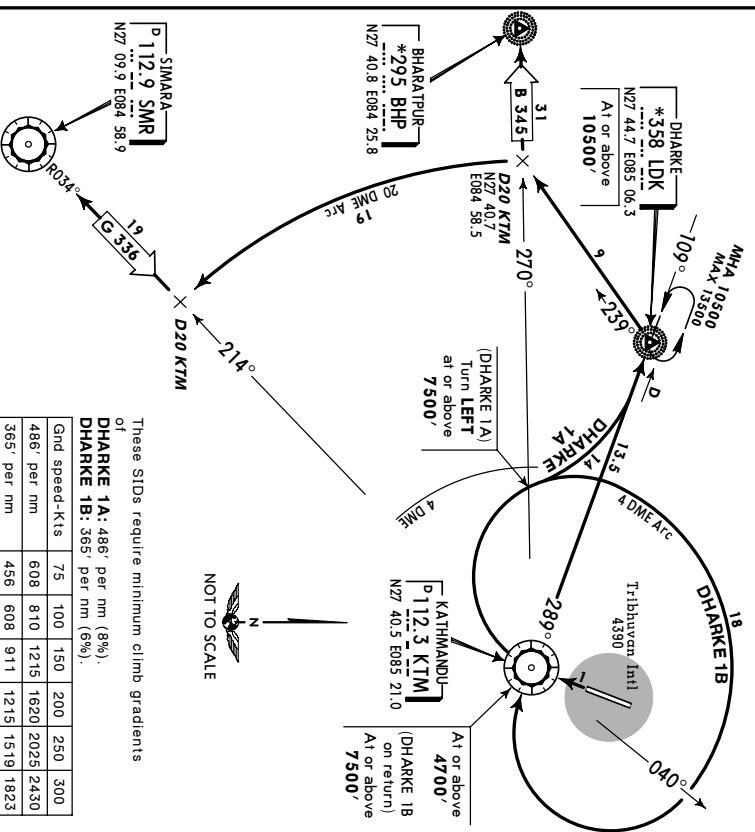 SIMARA
D 112.9 SMR
N27 09.9 E084 58.9
BHARATPUR
*295 BHP
N27 40.8 E084 25.8
DHARKE
*358 LDK
N27 44.7 E085 06.3
At or above
10500'
MHA 10500
MAX 13500
109°
31
B 345
D20 KTM
N27 40.7
E084 58.5
9
239°
D
270°
20 DME Arc
19
R034°
19
G 336
D20 KTM
214°
(DHARKE 1A)
Turn LEFT
at or above
7500'
DHARKE
1A
14
13.5
4 DME
4 DME Arc
DHARKE 1B
18
Tribhuvan Intl
4390
1
289°
040°
KATHMANDU
D 112.3 KTM
N27 40.5 E085 21.0
At or above
4700'
(DHARKE 1B
on return)
At or above
7500'
NOT TO SCALE
N
These SIDs require minimum climb gradients
of
DHARKE 1A: 486' per nm (8%).
DHARKE 1B: 365' per nm (6%).
Gnd speed-Kts 75 100 150 200 250 300
486' per nm 608 810 1215 1620 2025 2430
365' per nm 456 608 911 1215 1519 1823